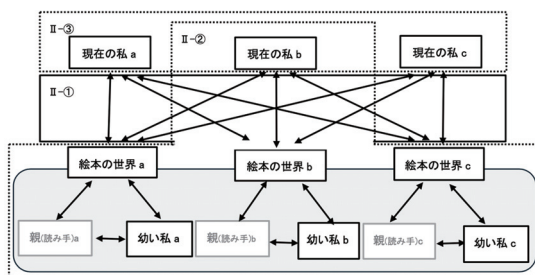 Ⅱ-③
Ⅱ-②
現在の私 a
現在の私 b
現在の私 c
Ⅱ-①
絵本の世界 a
絵本の世界 b
絵本の世界 c
親(読み手)a
幼い私 a
親(読み手)b
幼い私 b
親(読み手)c
幼い私 c